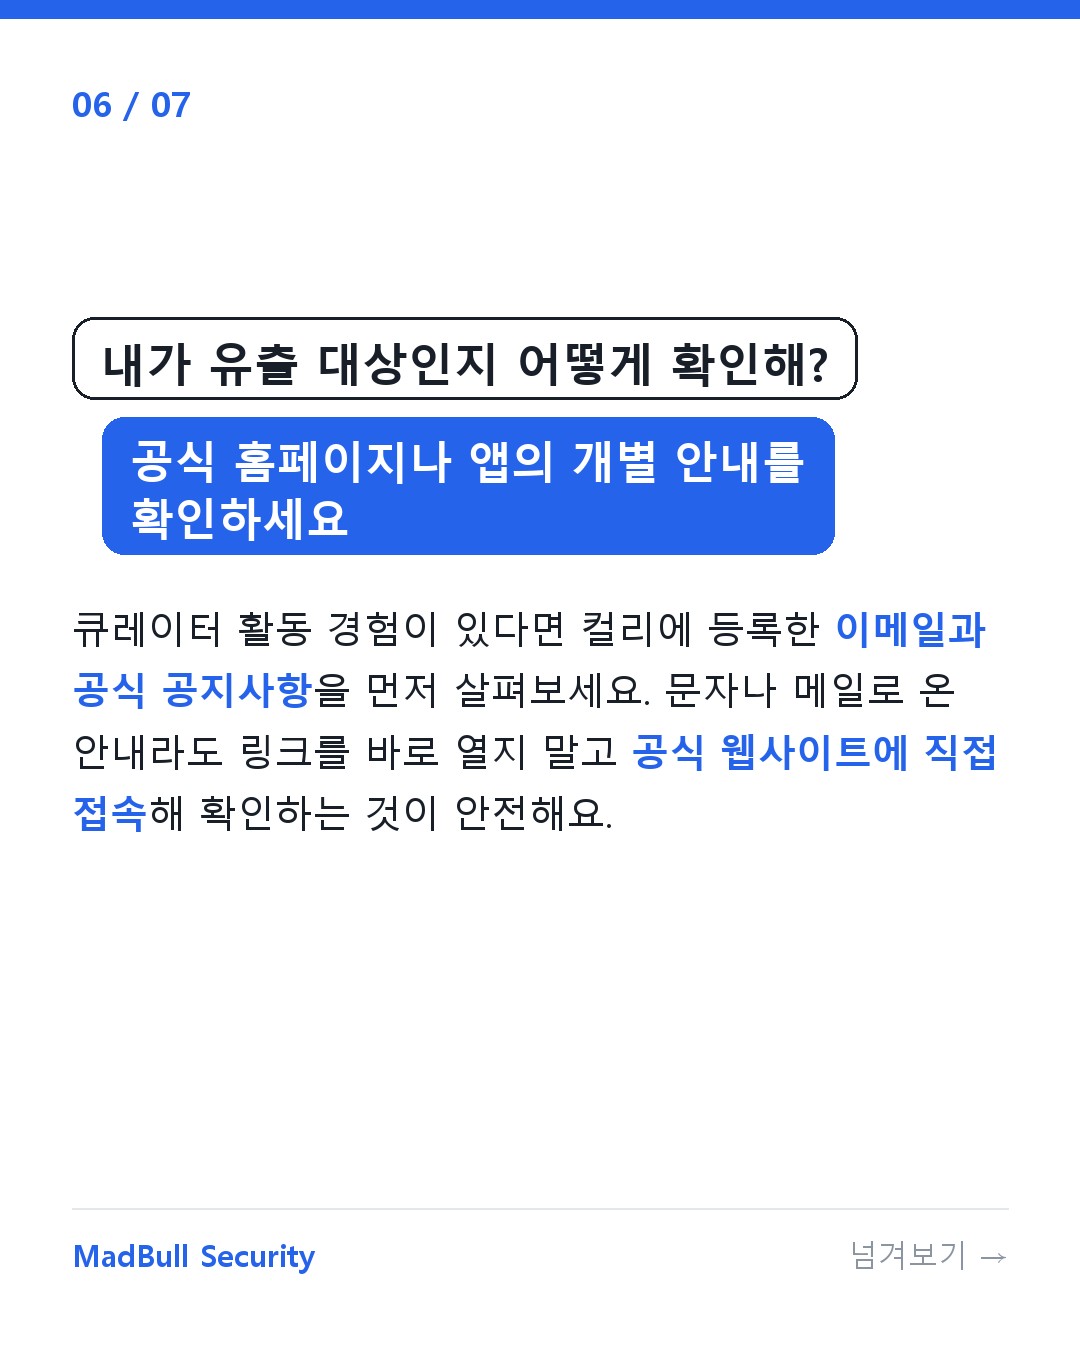 06 / 07
내가 유출 대상인지 어떻게 확인해?
공식 홈페이지나 앱의 개별 안내를
확인하세요
큐레이터 활동 경험이 있다면 컬리에 등록한 이메일과
공식 공지사항을 먼저 살펴보세요. 문자나 메일로 온
안내라도 링크를 바로 열지 말고 공식 웹사이트에 직접
접속해 확인하는 것이 안전해요.
MadBull Security
넘겨보기 →